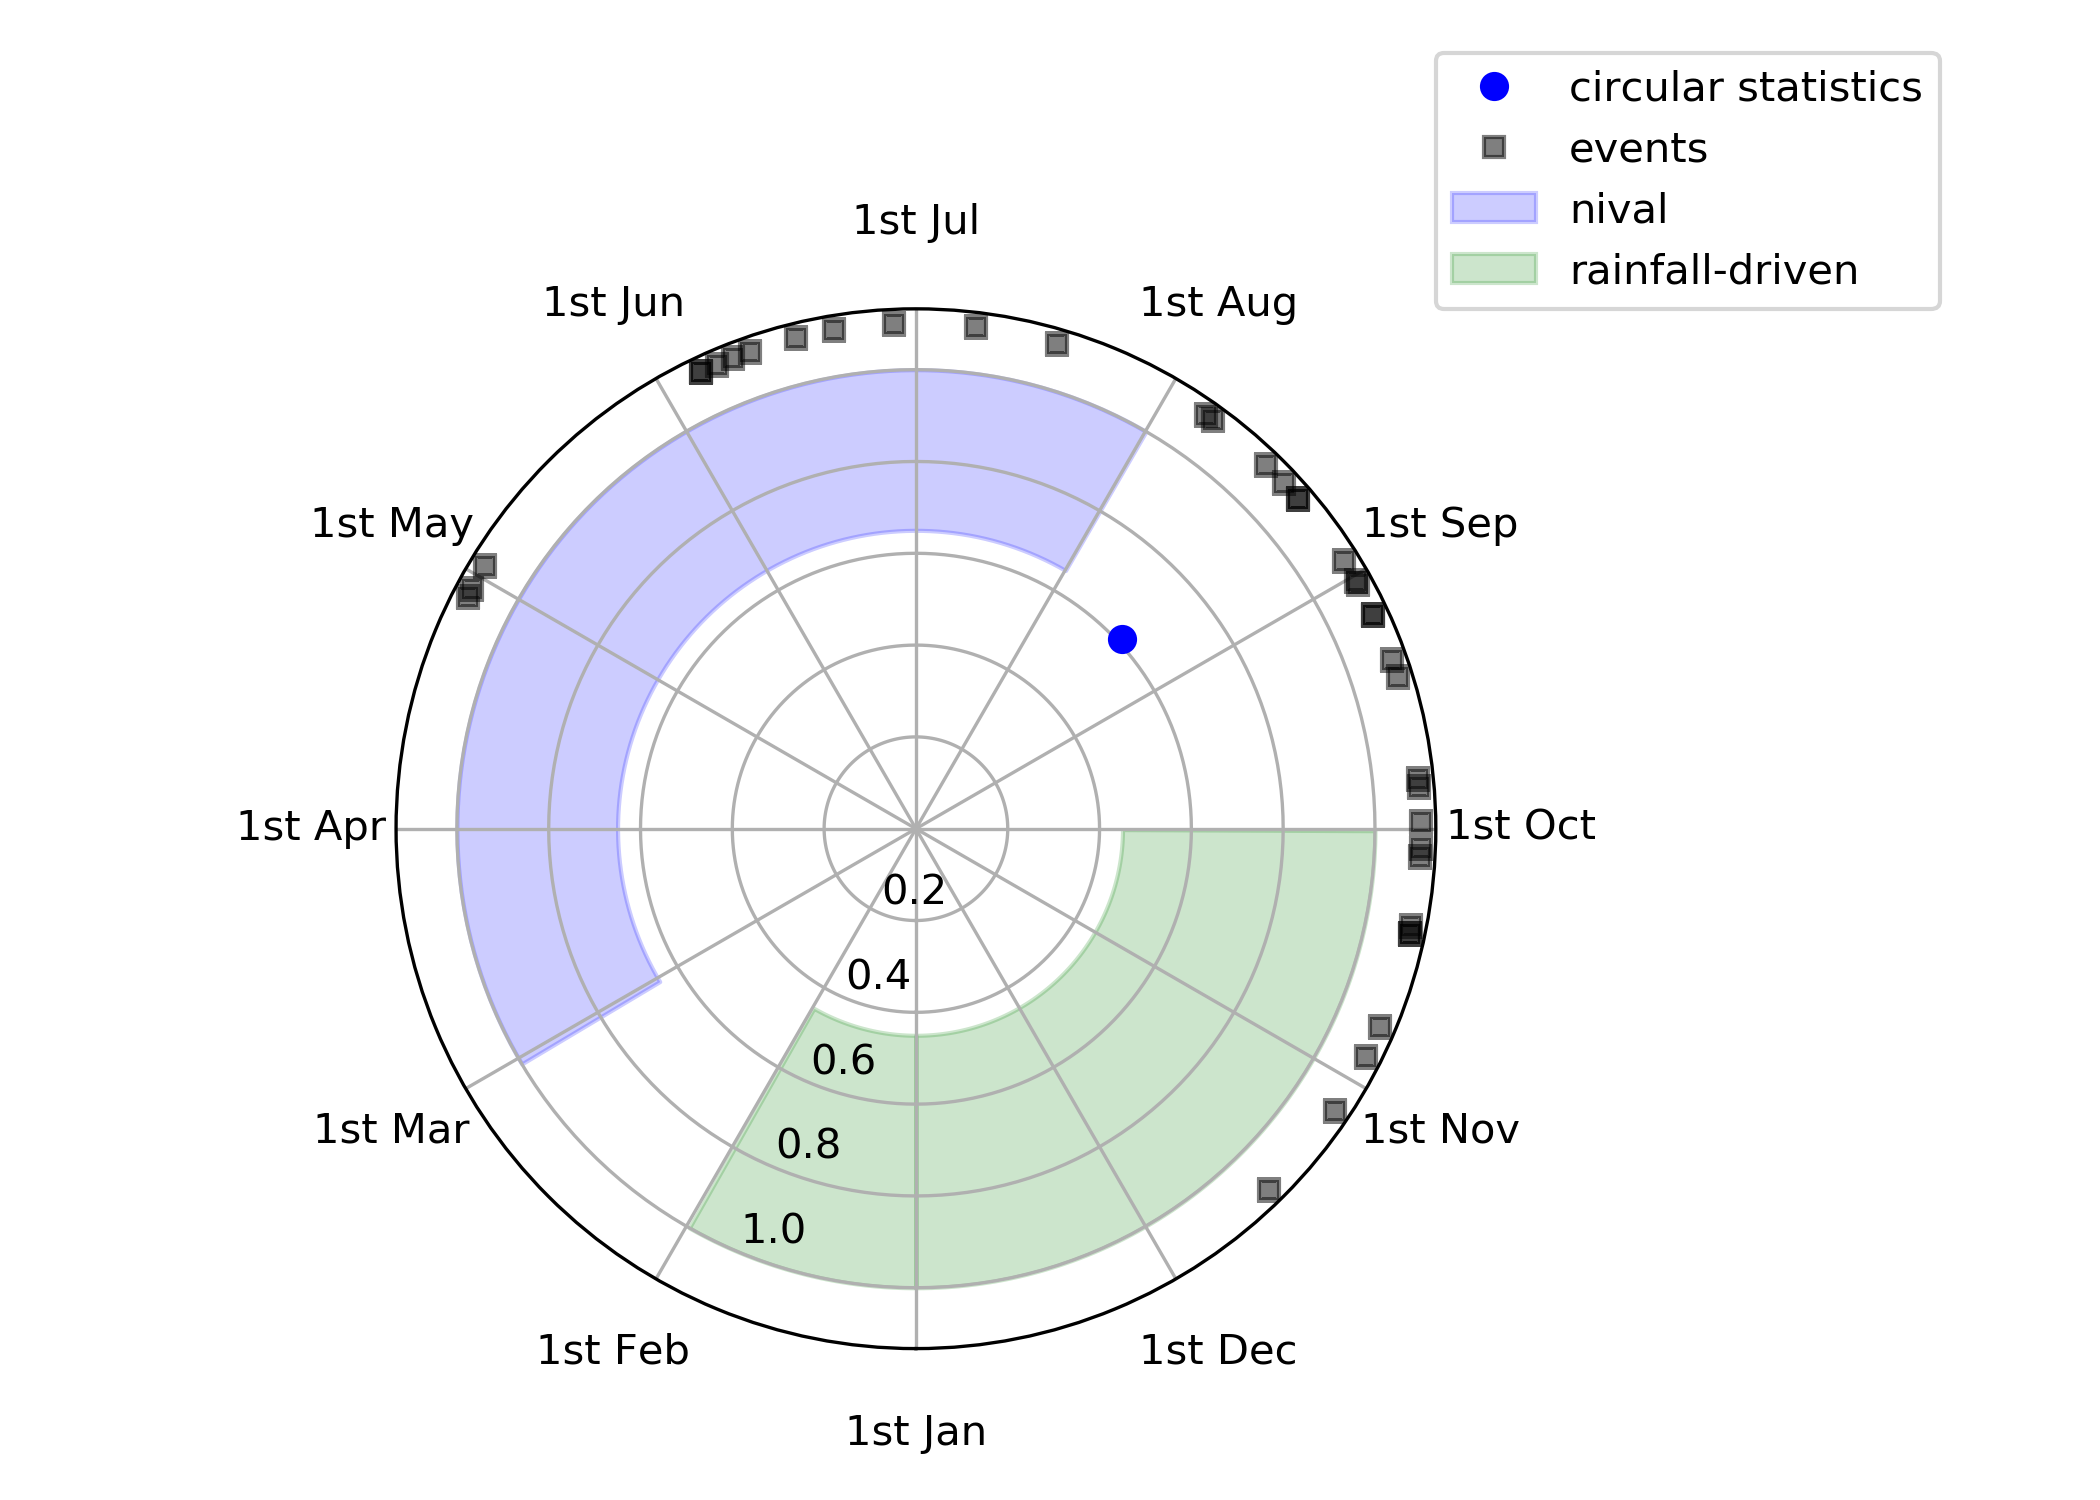 circular statistics
events
nival
rainfall-driven
1st Jul
1st Jun
1st Aug
1st May
1st Sep
1st Apr
1st Oct
0.2
0.4
0.6
0.8
1.0
1st Mar
1st Nov
1st Feb
1st Dec
1st Jan